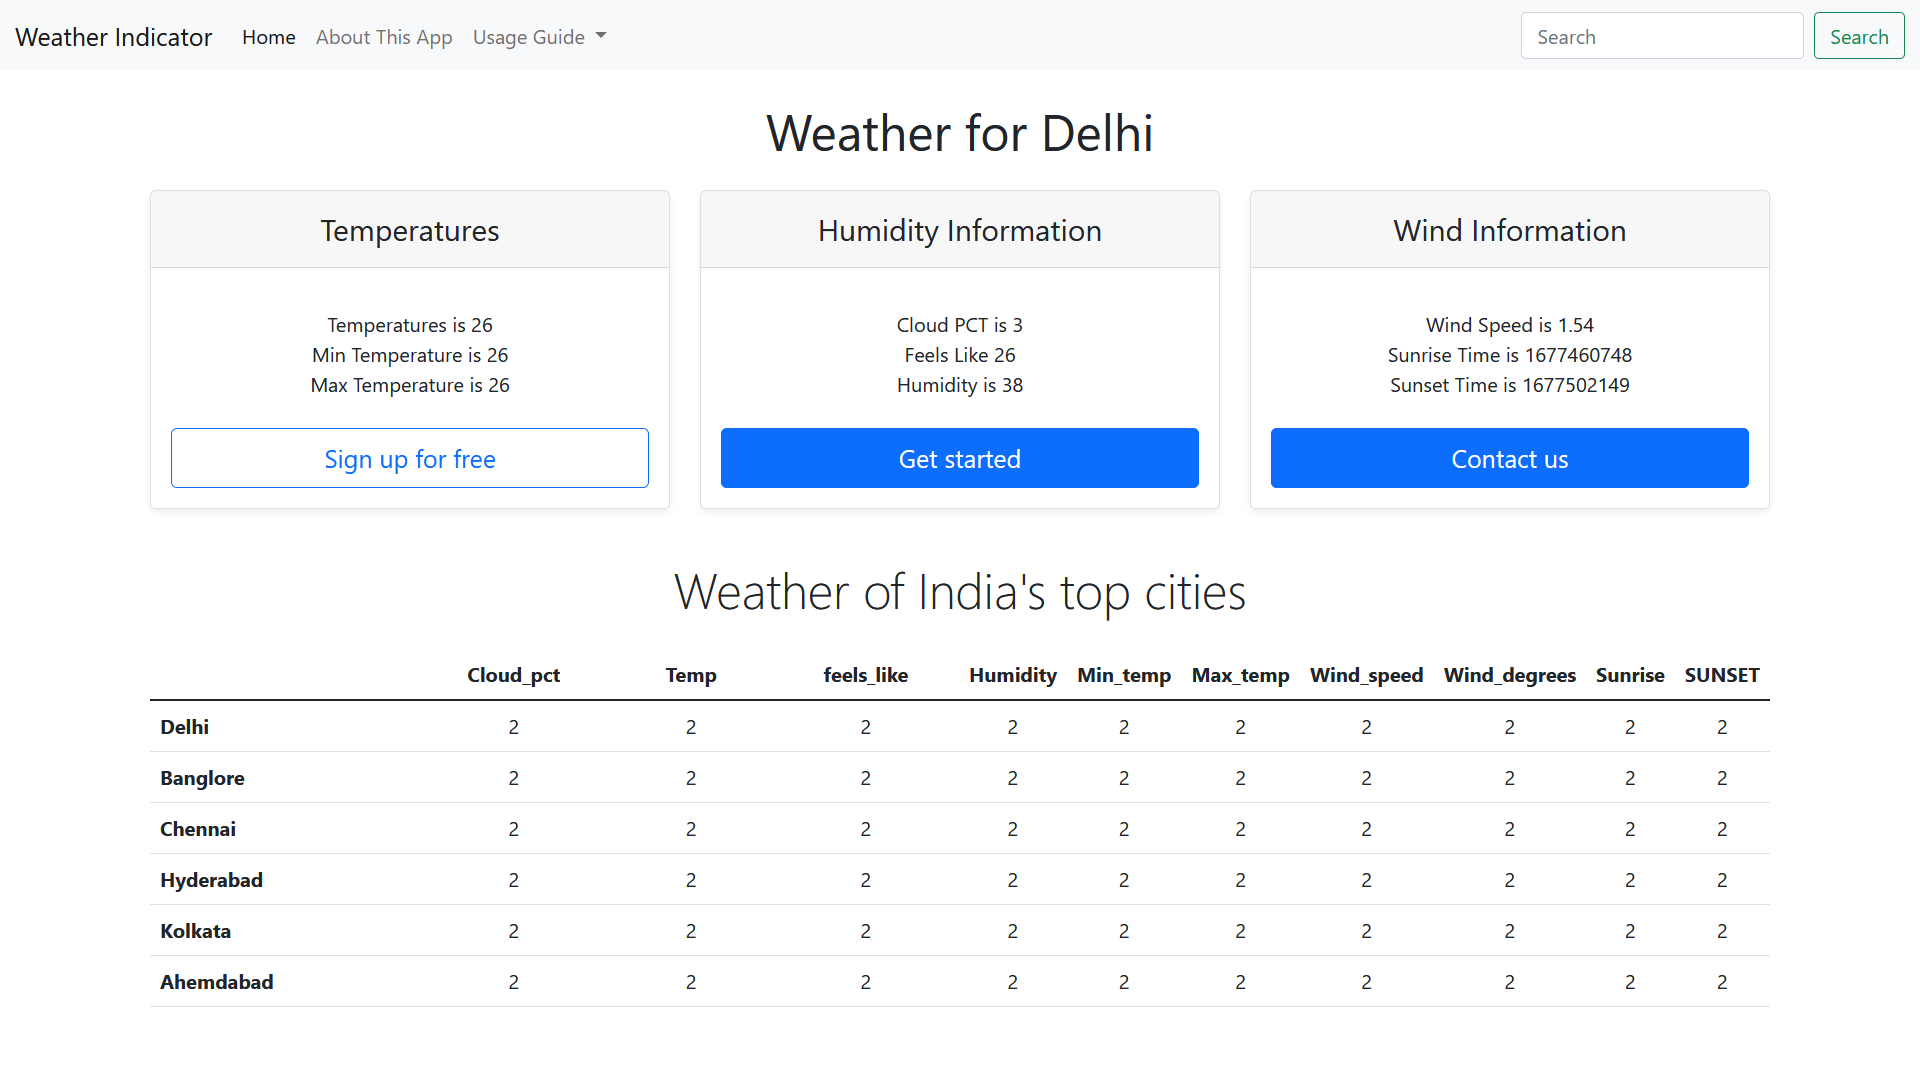 Weather Indicator Home About This App Usage Guide Search Search
Weather for Delhi
Temperatures
Temperatures is 26
Min Temperature is 26
Max Temperature is 26
Sign up for free
Humidity Information
Cloud PCT is 3
Feels Like 26
Humidity is 38
Get started
Wind Information
Wind Speed is 1.54
Sunrise Time is 1677460748
Sunset Time is 1677502149
Contact us
Weather of India's top cities
Cloud_pct Temp feels_like Humidity Min_temp Max_temp Wind_speed Wind_degrees Sunrise SUNSET
Delhi 2 2 2 2 2 2 2 2 2 2
Banglore 2 2 2 2 2 2 2 2 2 2
Chennai 2 2 2 2 2 2 2 2 2 2
Hyderabad 2 2 2 2 2 2 2 2 2 2
Kolkata 2 2 2 2 2 2 2 2 2 2
Ahemdabad 2 2 2 2 2 2 2 2 2 2